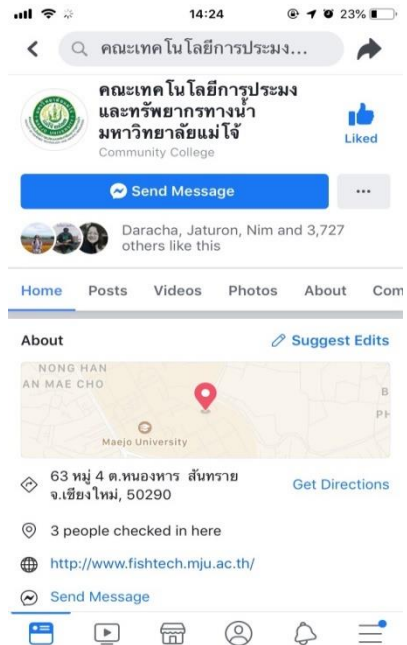 14:24
23%
คณะเทคโนโลยีการประมง...
คณะเทคโนโลยีการประมง
และทรัพยากรทางน้ำ
มหาวิทยาลัยแม่โจ้
Community College
Liked
Send Message
Daracha, Jaturon, Nim and 3,727
others like this
Home Posts Videos Photos About Com
About
Suggest Edits
NONG HAN
AN MAE CHO
B
PH
Maejo University
63 หมู่ 4 ต.หนองหาร สันทราย
จ.เชียงใหม่, 50290
Get Directions
3 people checked in here
http://www.fishtech.mju.ac.th/
Send Message